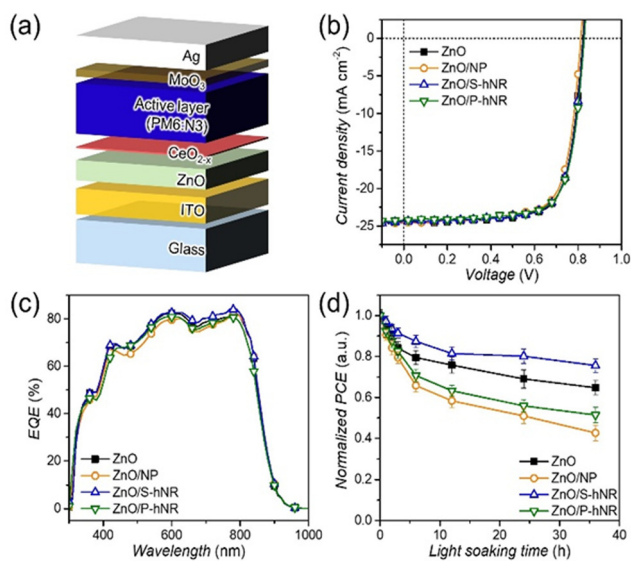 (a)
Ag
MoO3
Active layer
(PM6:N3)
CeO2-x
ZnO
ITO
Glass
(b)
Current density (mA cm-2)
0
-5
-10
-15
-20
-25
0.0
0.2
0.4
0.6
0.8
1.0
Voltage (V)
ZnO
ZnO/NP
ZnO/S-hNR
ZnO/P-hNR
(c)
EQE (%)
80
60
40
20
0
400
600
800
1000
Wavelength (nm)
ZnO
ZnO/NP
ZnO/S-hNR
ZnO/P-hNR
(d)
Normalized PCE (a.u.)
1.0
0.8
0.6
0.4
0.2
0.0
0
10
20
30
40
Light soaking time (h)
ZnO
ZnO/NP
ZnO/S-hNR
ZnO/P-hNR